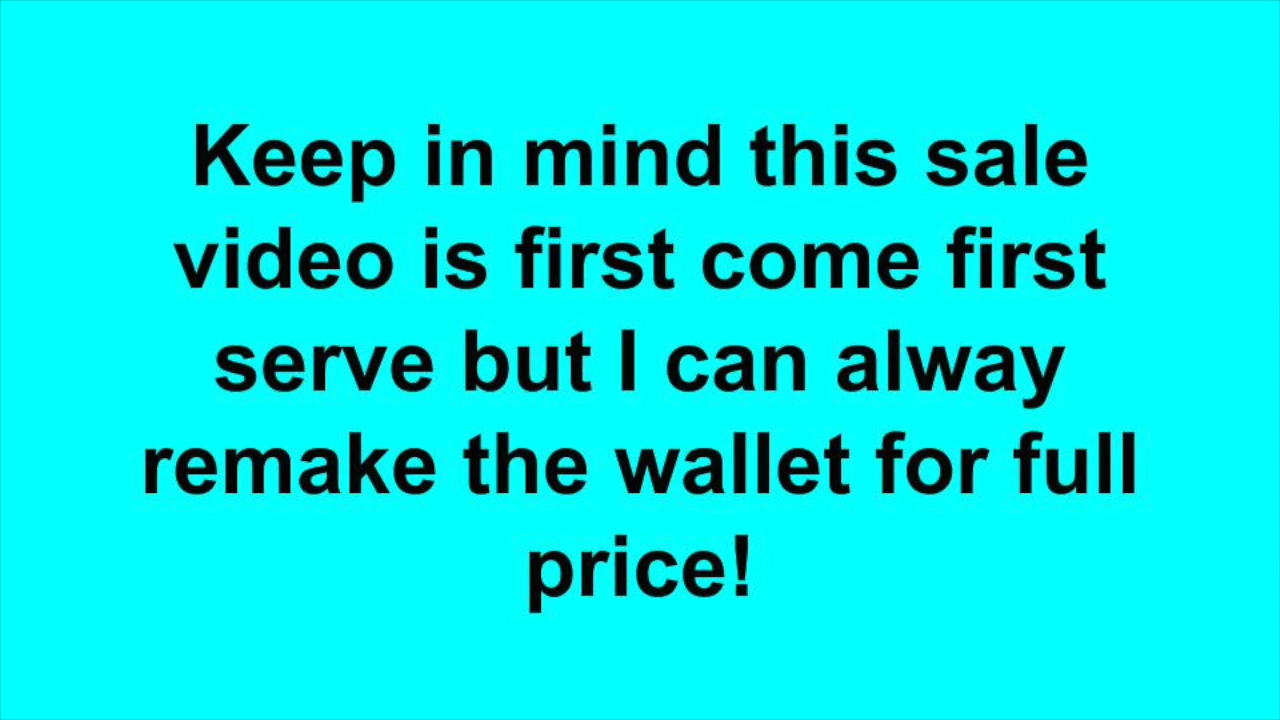 Keep in mind this sale
video is first come first
serve but I can alway
remake the wallet for full
price!